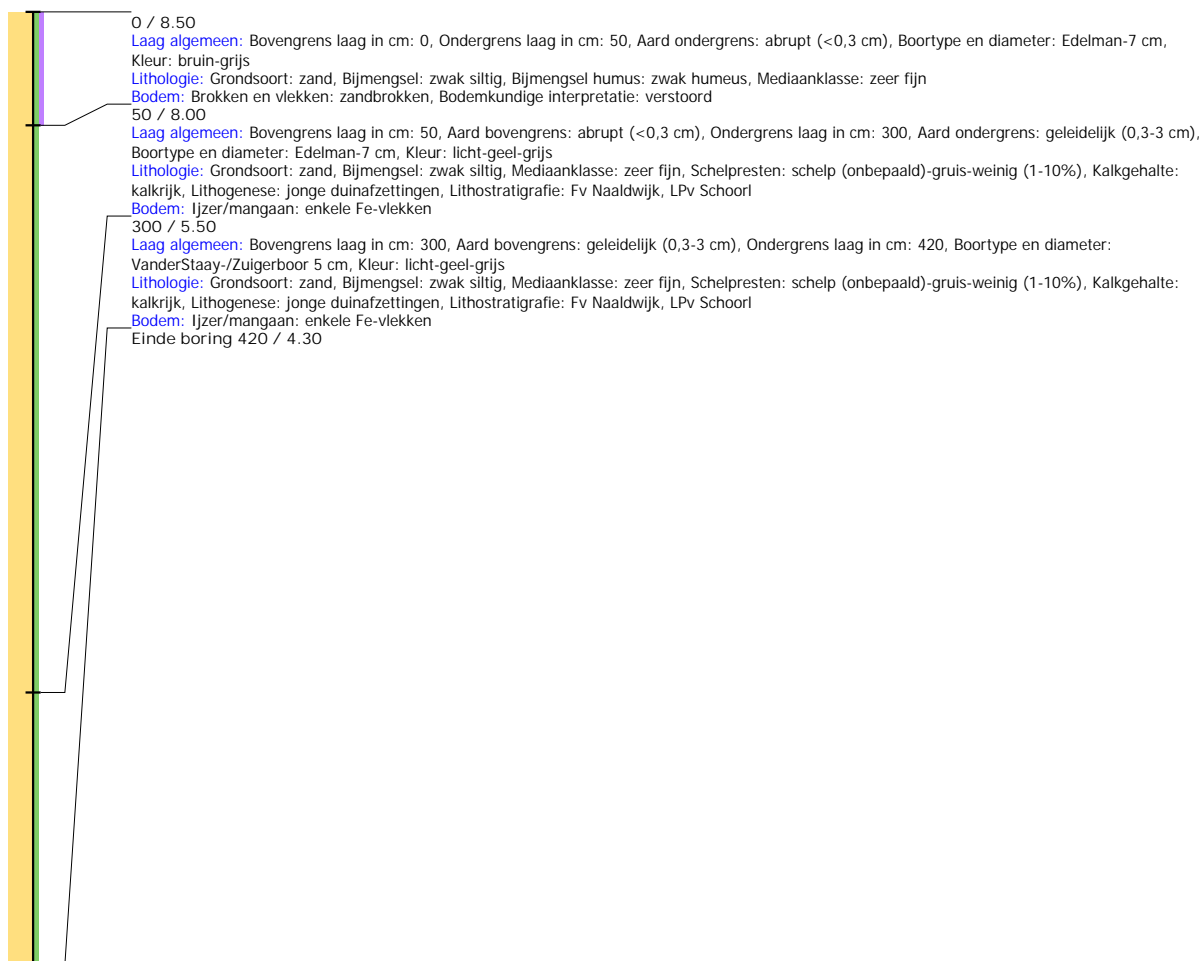 0 / 8.50
Laag algemeen: Bovengrens laag in cm: 0, Ondergrens laag in cm: 50, Aard ondergrens: abrupt (<0,3 cm), Boortype en diameter: Edelman-7 cm,
Kleur: bruin-grijs
Lithologie: Grondsoort: zand, Bijmengsel: zwak siltig, Bijmengsel humus: zwak humeus, Mediaanklasse: zeer fijn
Bodem: Brokken en vlekken: zandbrokken, Bodemkundige interpretatie: verstoord
50 / 8.00
Laag algemeen: Bovengrens laag in cm: 50, Aard bovengrens: abrupt (<0,3 cm), Ondergrens laag in cm: 300, Aard ondergrens: geleidelijk (0,3-3 cm),
Boortype en diameter: Edelman-7 cm, Kleur: licht-geel-grijs
Lithologie: Grondsoort: zand, Bijmengsel: zwak siltig, Mediaanklasse: zeer fijn, Schelpresten: schelp (onbepaald)-gruis-weinig (1-10%), Kalkgehalte:
kalkrijk, Lithogenese: jonge duinafzettingen, Lithostratigrafie: Fv Naaldwijk, LPv Schoorl
Bodem: Ijzer/mangaan: enkele Fe-vlekken
300 / 5.50
Laag algemeen: Bovengrens laag in cm: 300, Aard bovengrens: geleidelijk (0,3-3 cm), Ondergrens laag in cm: 420, Boortype en diameter:
VanderStaay-/Zuigerboor 5 cm, Kleur: licht-geel-grijs
Lithologie: Grondsoort: zand, Bijmengsel: zwak siltig, Mediaanklasse: zeer fijn, Schelpresten: schelp (onbepaald)-gruis-weinig (1-10%), Kalkgehalte:
kalkrijk, Lithogenese: jonge duinafzettingen, Lithostratigrafie: Fv Naaldwijk, LPv Schoorl
Bodem: Ijzer/mangaan: enkele Fe-vlekken
Einde boring 420 / 4.30